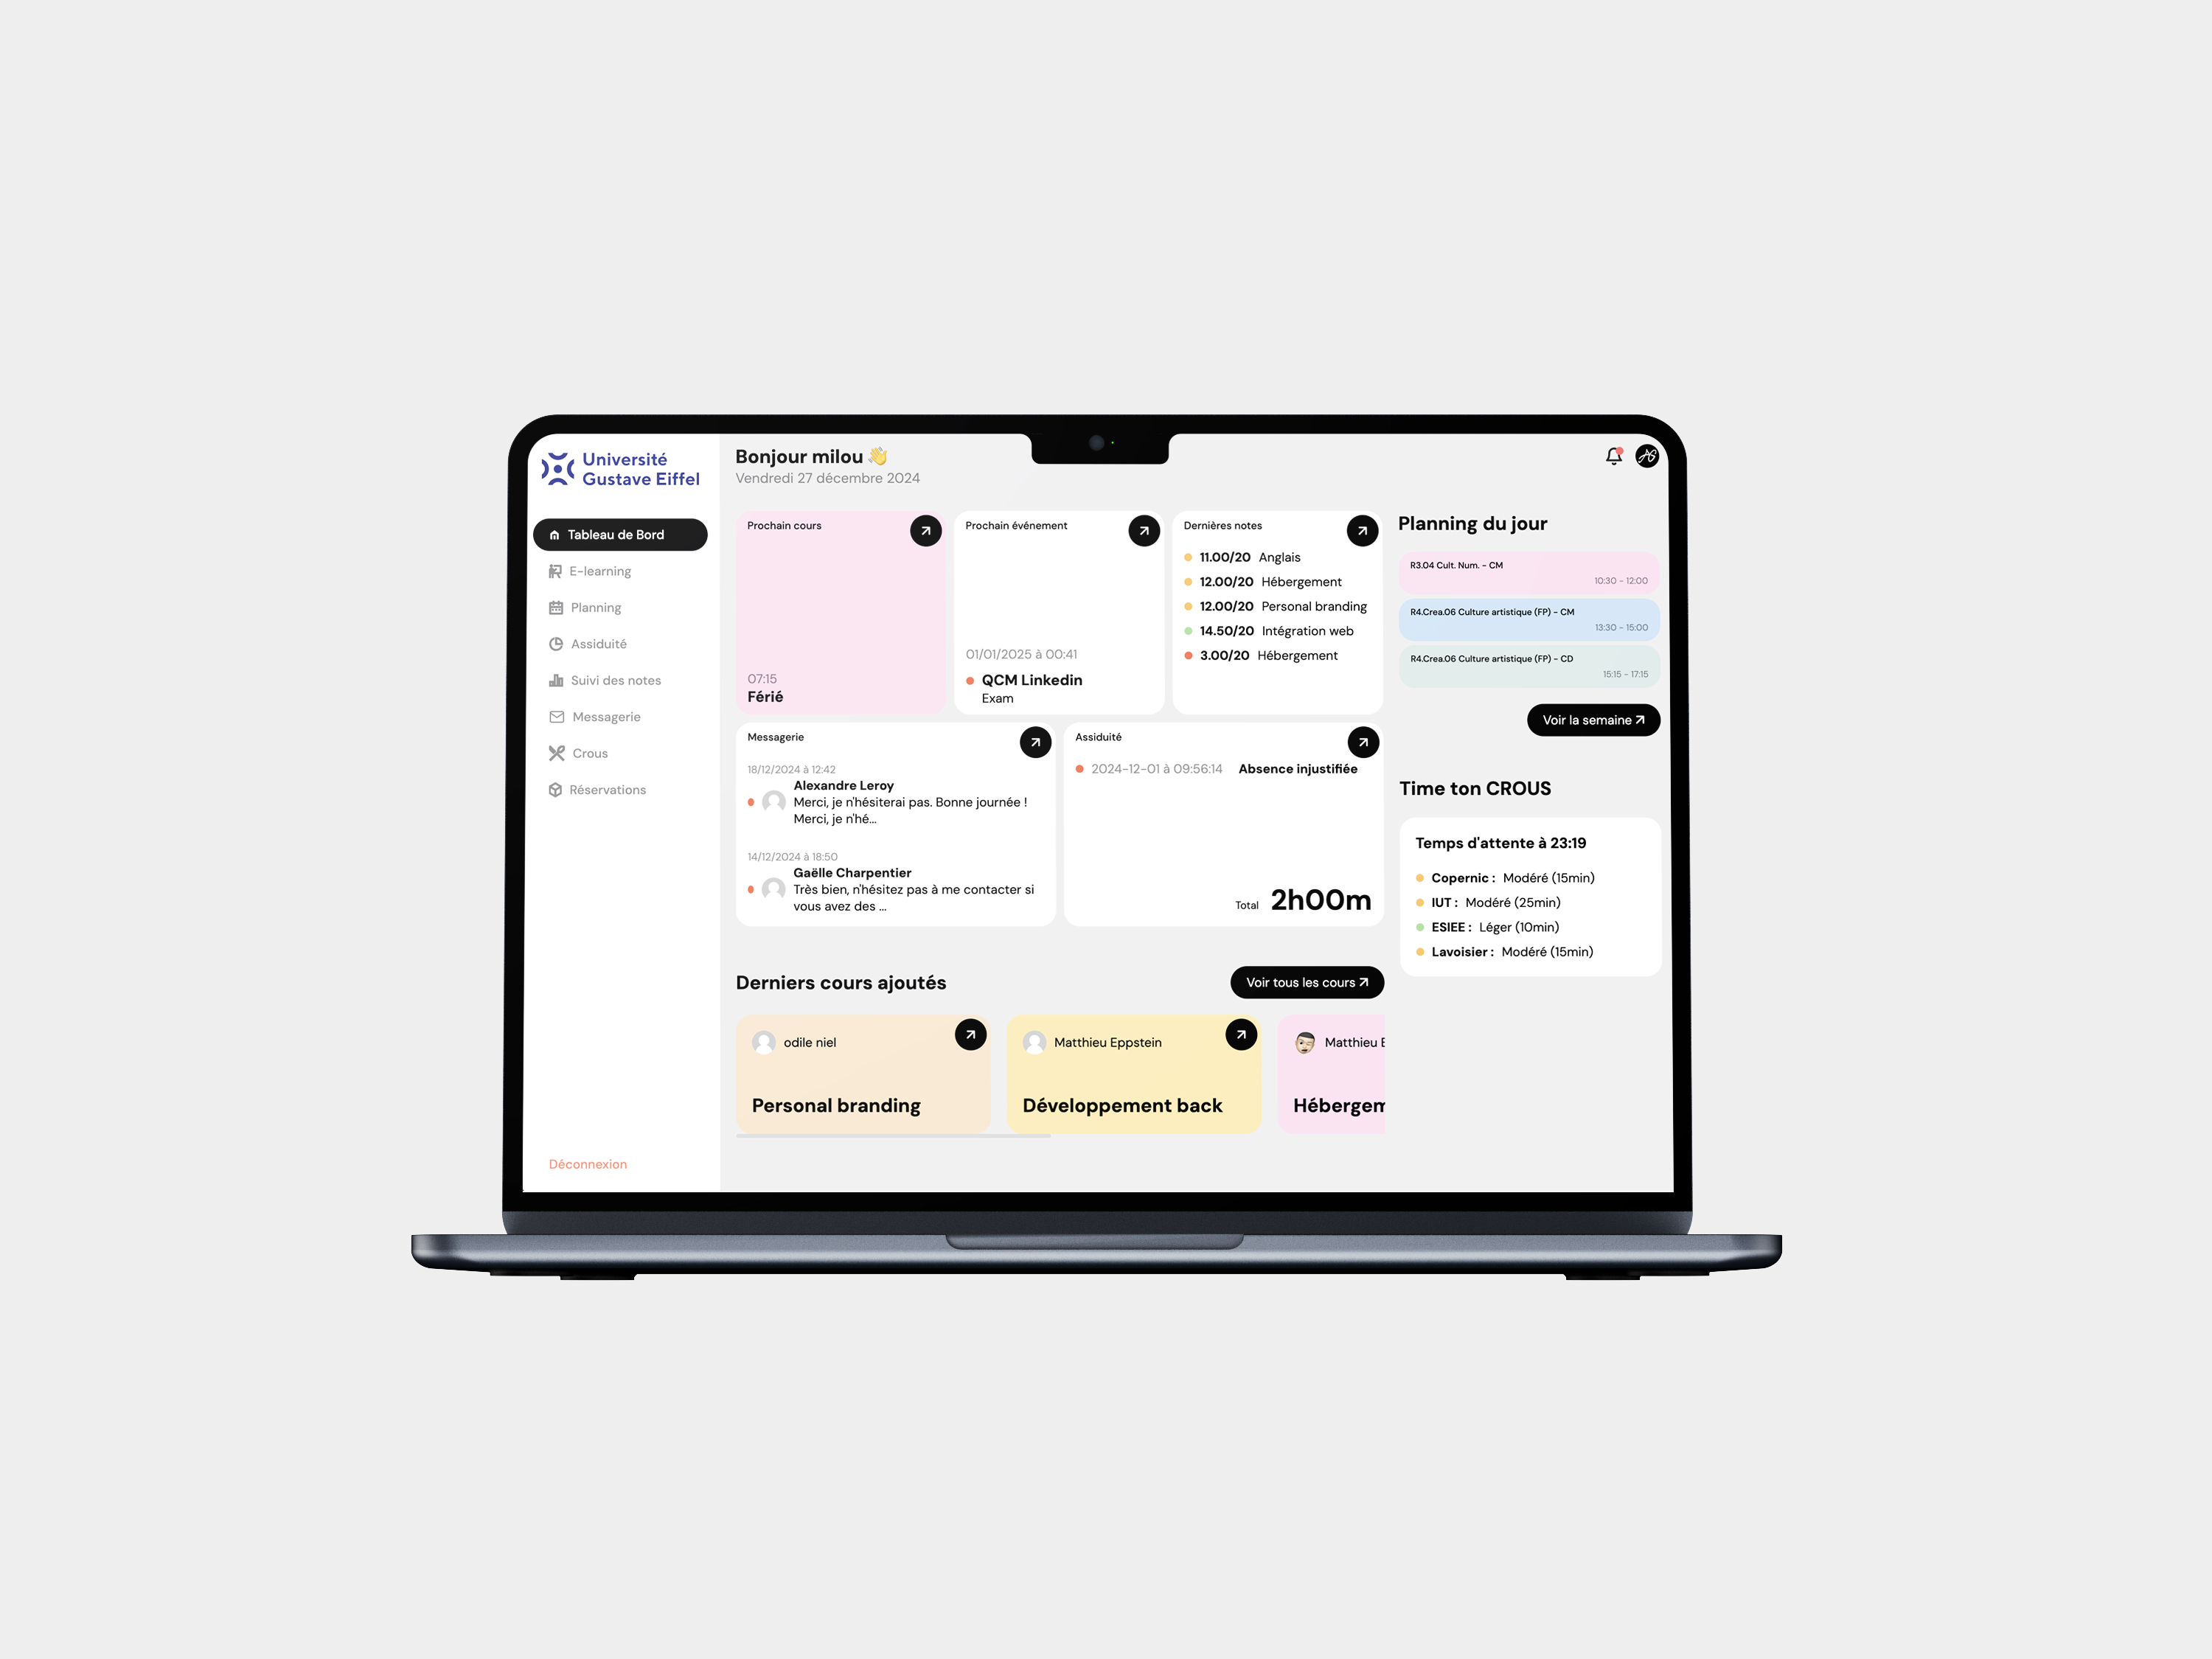 Université
Gustave Eiffel
Tableau de Bord
E-learning
Planning
Assiduité
Suivi des notes
Messagerie
Crous
Réservations
Déconnexion
Bonjour milou 👋
Vendredi 27 décembre 2024
Prochain cours
07:15
Férié
Prochain événement
01/01/2025 à 00:41
QCM Linkedin
Exam
Dernières notes
11.00/20 Anglais
12.00/20 Hébergement
12.00/20 Personal branding
14.50/20 Intégration web
3.00/20 Hébergement
Messagerie
18/12/2024 à 12:42
Alexandre Leroy
Merci, je n'hésiterai pas. Bonne journée !
Merci, je n'hé...
14/12/2024 à 18:50
Gaëlle Charpentier
Très bien, n'hésitez pas à me contacter si
vous avez des ...
Assiduité
2024-12-01 à 09:56:14 Absence injustifiée
Total 2h00m
Derniers cours ajoutés
Voir tous les cours
odile niel
Personal branding
Matthieu Eppstein
Développement back
Matthieu E
Hébergem
Planning du jour
R3.04 Cult. Num. - CM
10:30 - 12:00
R4.Crea.06 Culture artistique (FP) - CM
13:30 - 15:00
R4.Crea.06 Culture artistique (FP) - CD
15:15 - 17:15
Voir la semaine
Time ton CROUS
Temps d'attente à 23:19
Copernic : Modéré (15min)
IUT : Modéré (25min)
ESIEE : Léger (10min)
Lavoisier : Modéré (15min)